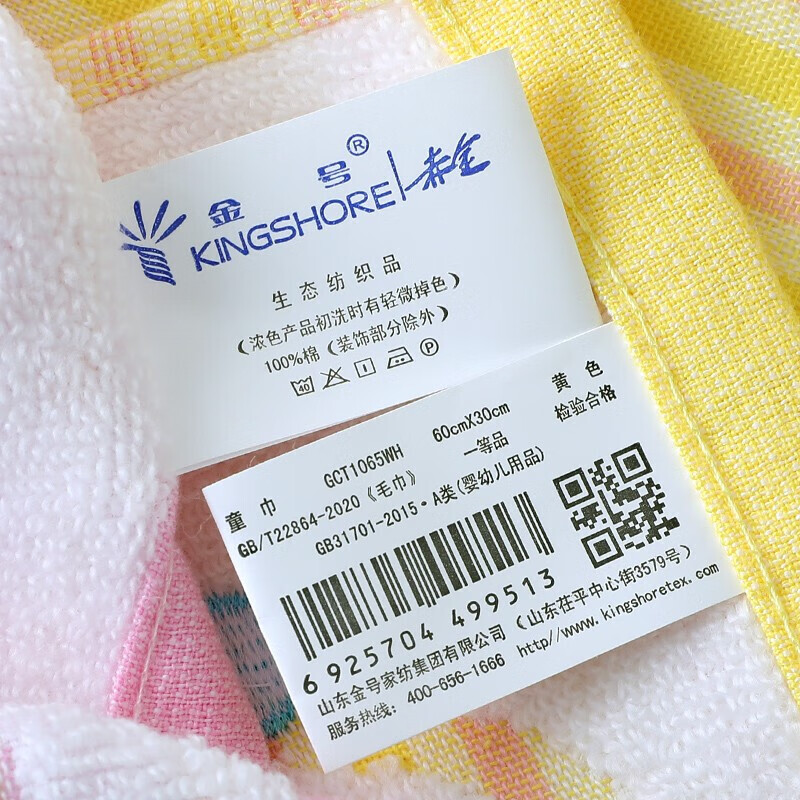 金号®
KINGSHORE 赤金
生态纺织品
（浓色产品初洗时有轻微掉色）
100%棉（装饰部分除外）
40 P
童巾 GCT1065WH 60cmX30cm 黄色
GB/T22864-2020《毛巾》 一等品 检验合格
GB31701-2015·A类(婴幼儿用品)
6 925704 499513
山东金号家纺集团有限公司（山东茌平中心街3579号）
服务热线：400-656-1666 http//www.kingshoretex.com